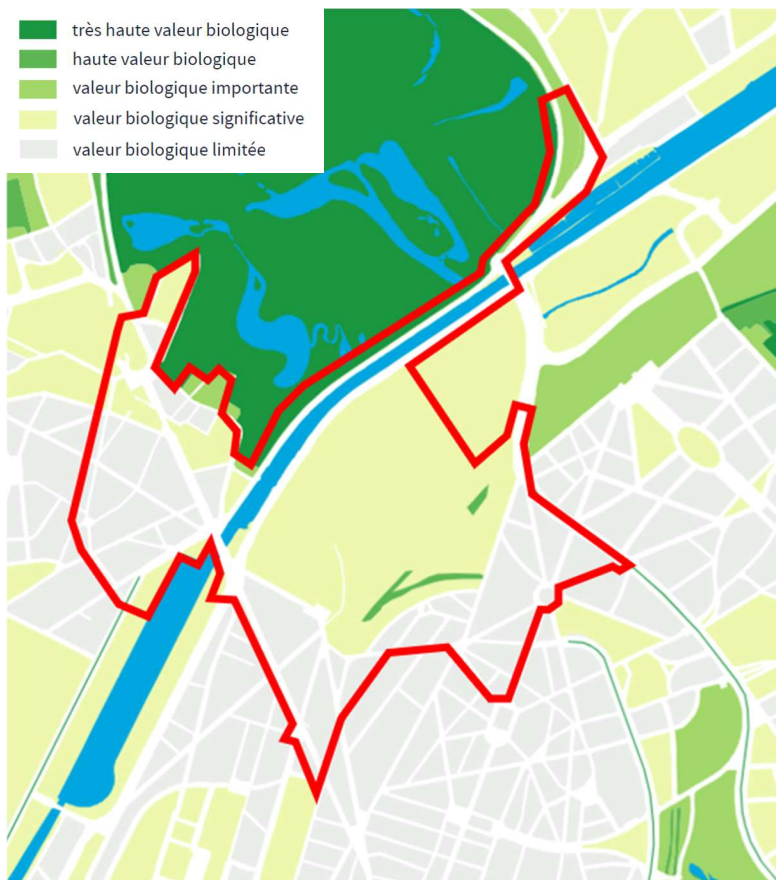 très haute valeur biologique
haute valeur biologique
valeur biologique importante
valeur biologique significative
valeur biologique limitée